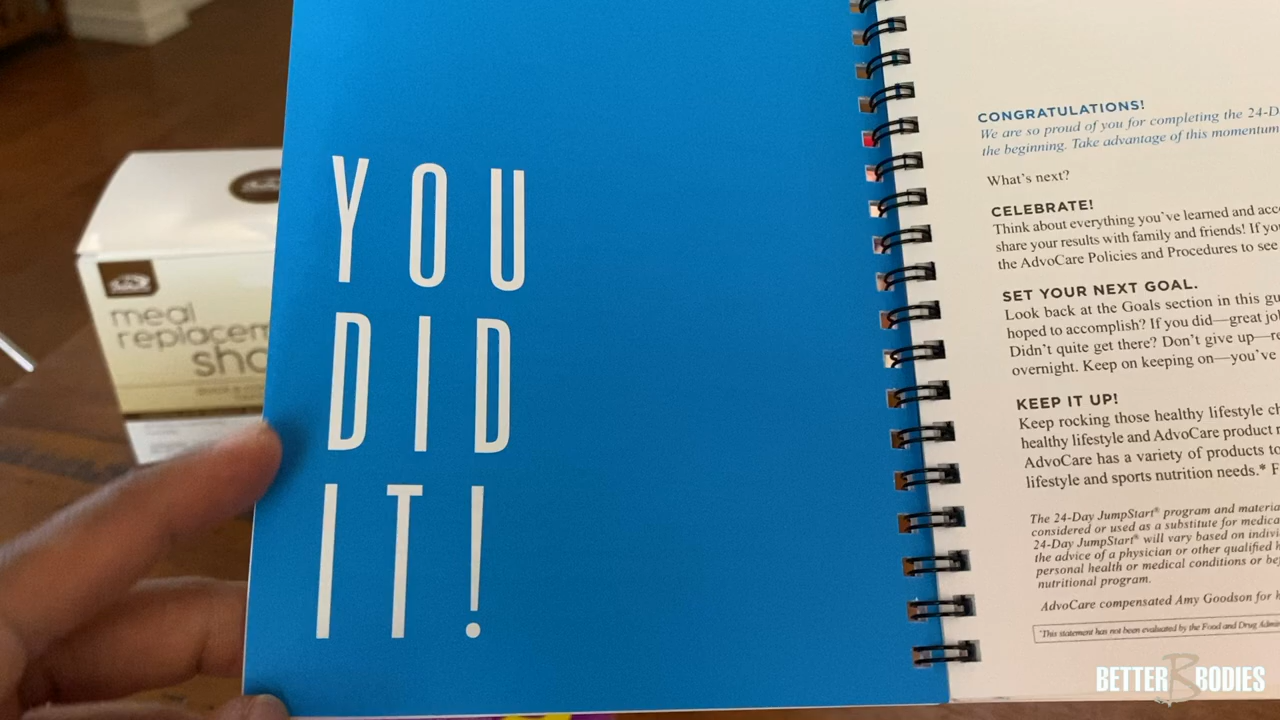 YOU
DID
IT!
meal
replacem
sha
CONGRATULATIONS!
We are so proud of you for completing the 24-D
the beginning. Take advantage of this momentum
What's next?
CELEBRATE!
Think about everything you've learned and acc
share your results with family and friends! If you
the AdvoCare Policies and Procedures to see
SET YOUR NEXT GOAL.
Look back at the Goals section in this gu
hoped to accomplish? If you did—great jo
Didn't quite get there? Don't give up—re
overnight. Keep on keeping on—you've
KEEP IT UP!
Keep rocking those healthy lifestyle ch
healthy lifestyle and AdvoCare product r
AdvoCare has a variety of products to
lifestyle and sports nutrition needs.* F
The 24-Day JumpStart® program and materia
considered or used as a substitute for medica
24-Day JumpStart® will vary based on indivi
the advice of a physician or other qualified h
personal health or medical conditions or be
nutritional program.
AdvoCare compensated Amy Goodson for h
*This statement has not been evaluated by the Food and Drug Admin
BETTER B BODIES